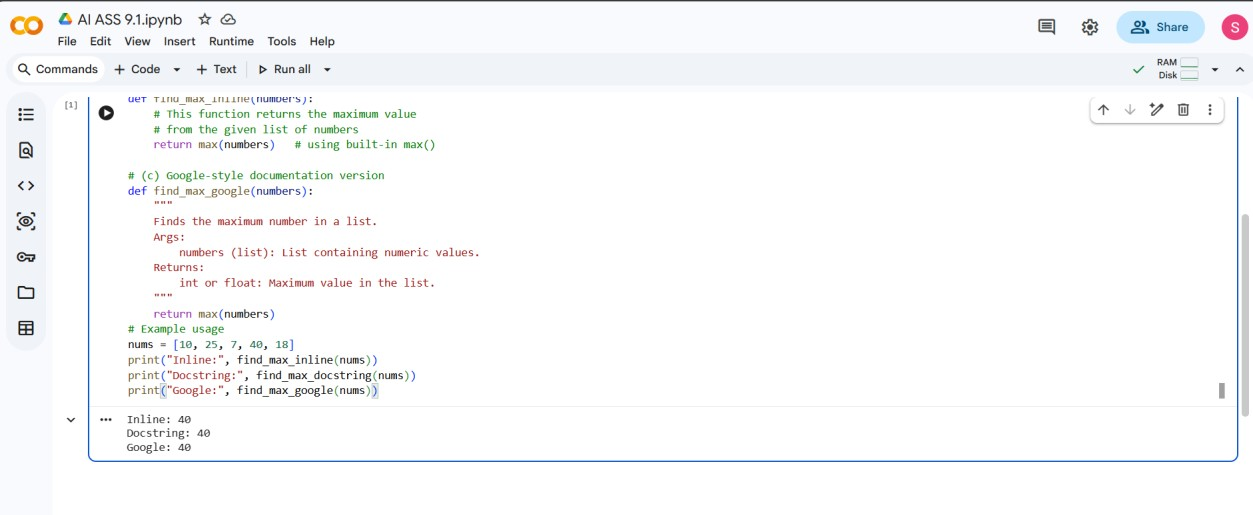 AI ASS 9.1.ipynb
File Edit View Insert Runtime Tools Help
Share
S
Commands + Code + Text Run all
RAM
Disk
[1]
def find_max_inline(numbers):
    # This function returns the maximum value
    # from the given list of numbers
    return max(numbers)   # using built-in max()
# (c) Google-style documentation version
def find_max_google(numbers):
    """
    Finds the maximum number in a list.
    Args:
        numbers (list): List containing numeric values.
    Returns:
        int or float: Maximum value in the list.
    """
    return max(numbers)
# Example usage
nums = [10, 25, 7, 40, 18]
print("Inline:", find_max_inline(nums))
print("Docstring:", find_max_docstring(nums))
print("Google:", find_max_google(nums))
Inline: 40
Docstring: 40
Google: 40